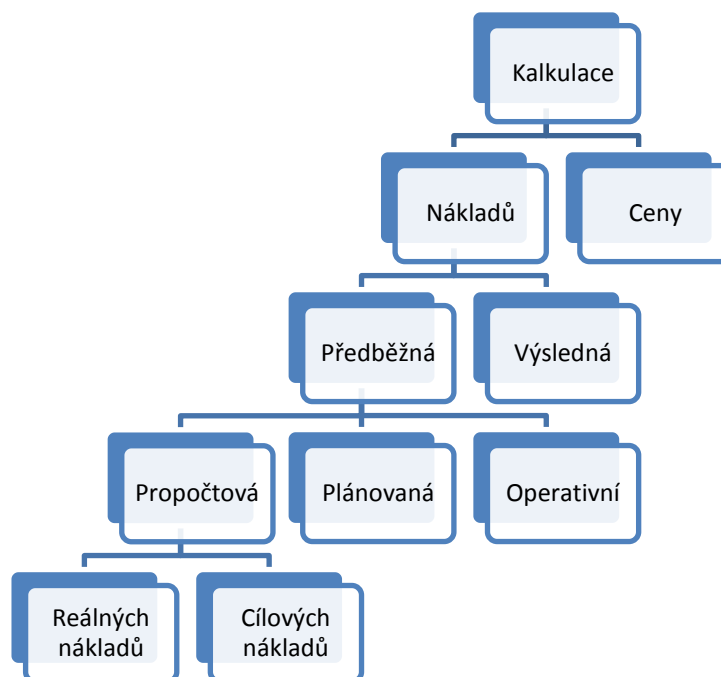 Kalkulace
Nákladů
Ceny
Předběžná
Výsledná
Propočtová
Plánovaná
Operativní
Reálných
nákladů
Cílových
nákladů